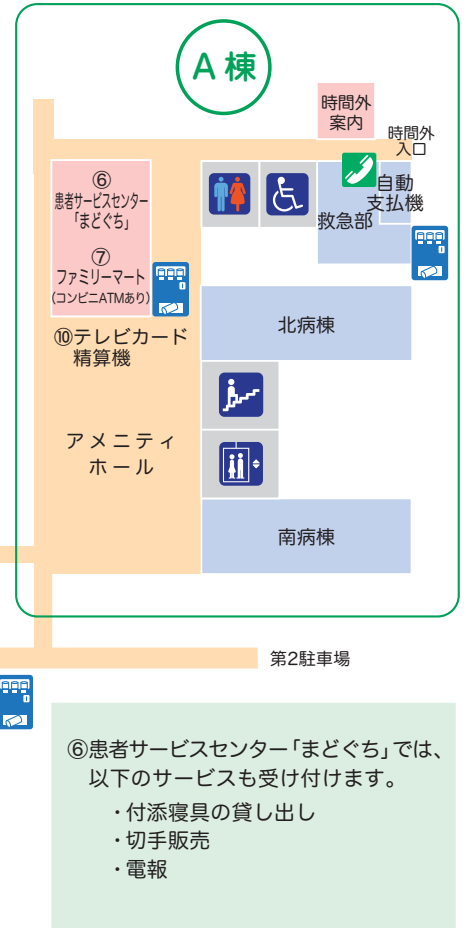 A棟
時間外
案内
時間外
入口
自動
支払機
救急部
⑥
患者サービスセンター
「まどぐち」
⑦
ファミリーマート
(コンビニATMあり)
⑩テレビカード
精算機
北病棟
アメニティ
ホール
南病棟
第2駐車場
⑥患者サービスセンター「まどぐち」では、
以下のサービスも受け付けます。
・付添寝具の貸し出し
・切手販売
・電報